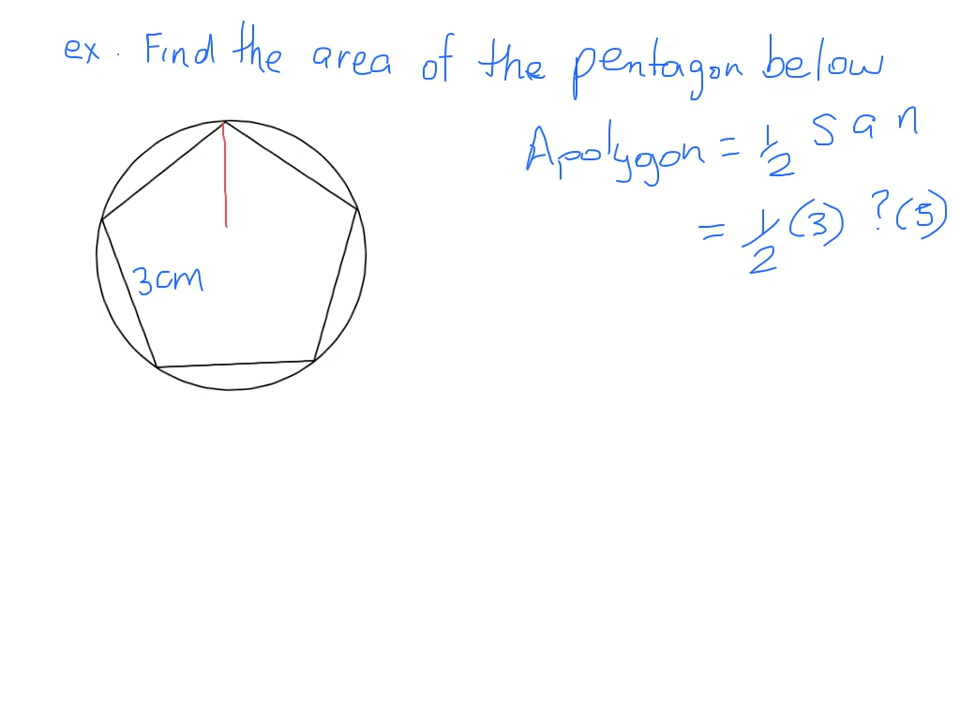 ex. Find the area of the pentagon below
Apolygon = 1/2 s a n
= 1/2 (3) ? (5)
3cm